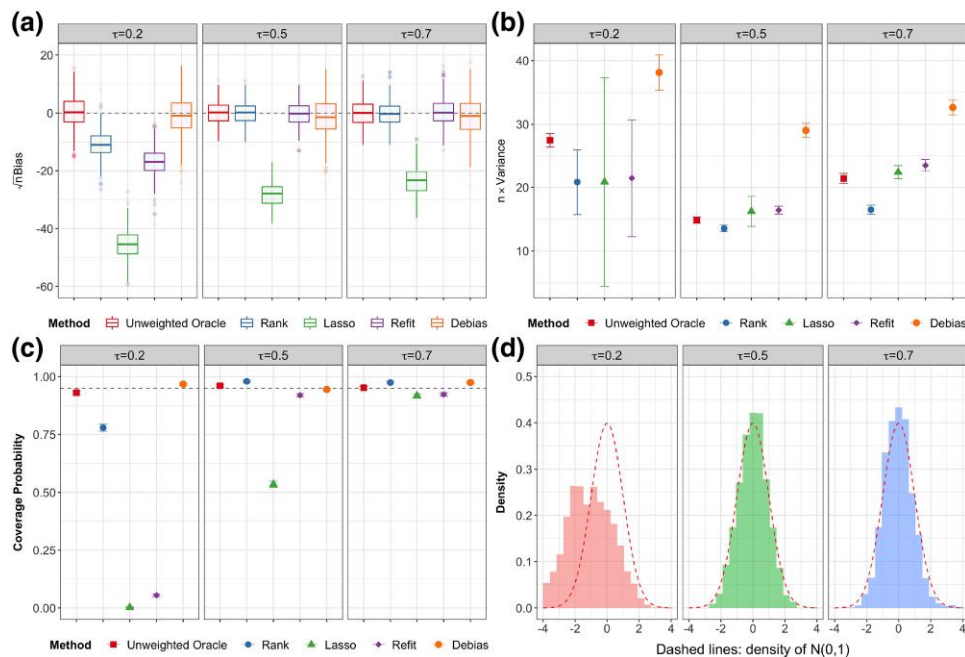 (a)
τ=0.2 τ=0.5 τ=0.7
20
0
-20
-40
-60
√nBias
Method Unweighted Oracle Rank Lasso Refit Debias
(b)
τ=0.2 τ=0.5 τ=0.7
40
30
20
10
n × Variance
Method Unweighted Oracle Rank Lasso Refit Debias
(c)
τ=0.2 τ=0.5 τ=0.7
1.00
0.75
0.50
0.25
0.00
Coverage Probability
Method Unweighted Oracle Rank Lasso Refit Debias
(d)
τ=0.2 τ=0.5 τ=0.7
0.5
0.4
0.3
0.2
0.1
0.0
Density
-4 -2 0 2 4 -4 -2 0 2 4 -4 -2 0 2 4
Dashed lines: density of N(0,1)